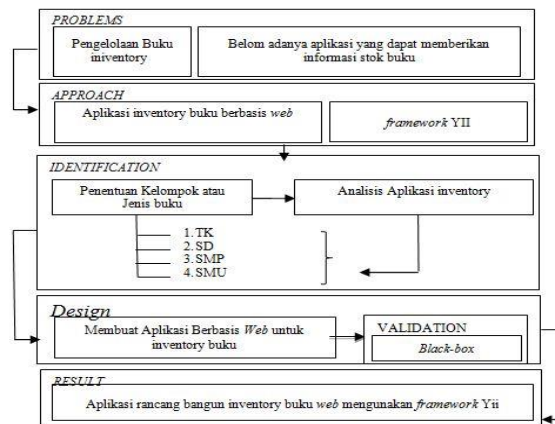 PROBLEMS
Pengelolaan Buku
iniventory
Belom adanya aplikasi yang dapat memberikan
informasi stok buku
APPROACH
Aplikasi inventory buku berbasis web
framework YII
IDENTIFICATION
Penentuan Kelompok atau
Jenis buku
Analisis Aplikasi inventory
1. TK
2. SD
3. SMP
4. SMU
Design
Membuat Aplikasi Berbasis Web untuk
inventory buku
VALIDATION
Black-box
RESULT
Aplikasi rancang bangun inventory buku web mengunakan framework Yii